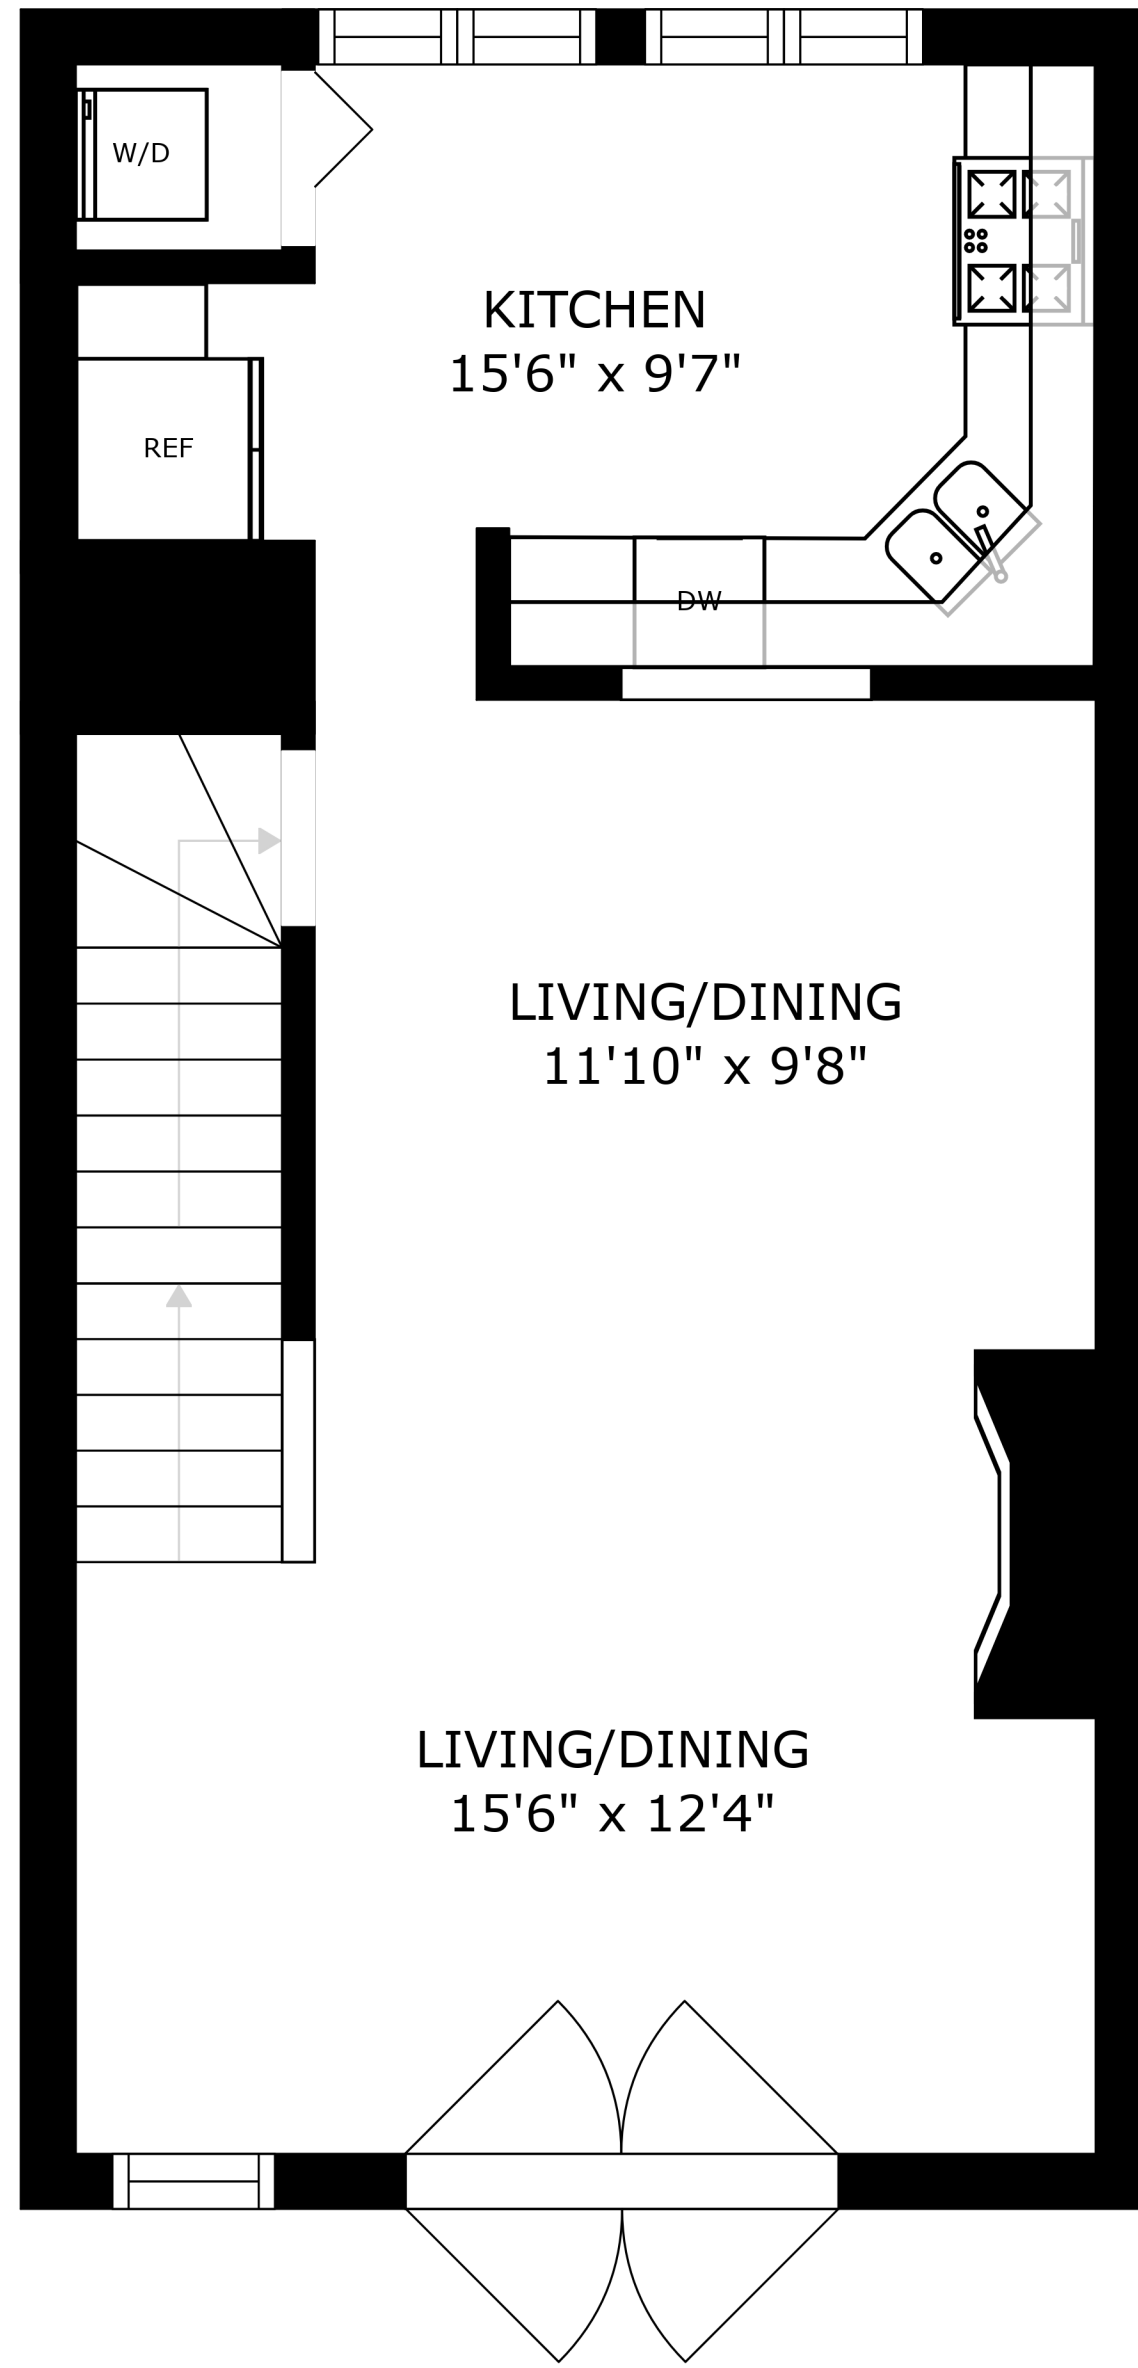 W/D
KITCHEN
15'6" x 9'7"
REF
DW
LIVING/DINING
11'10" x 9'8"
LIVING/DINING
15'6" x 12'4"